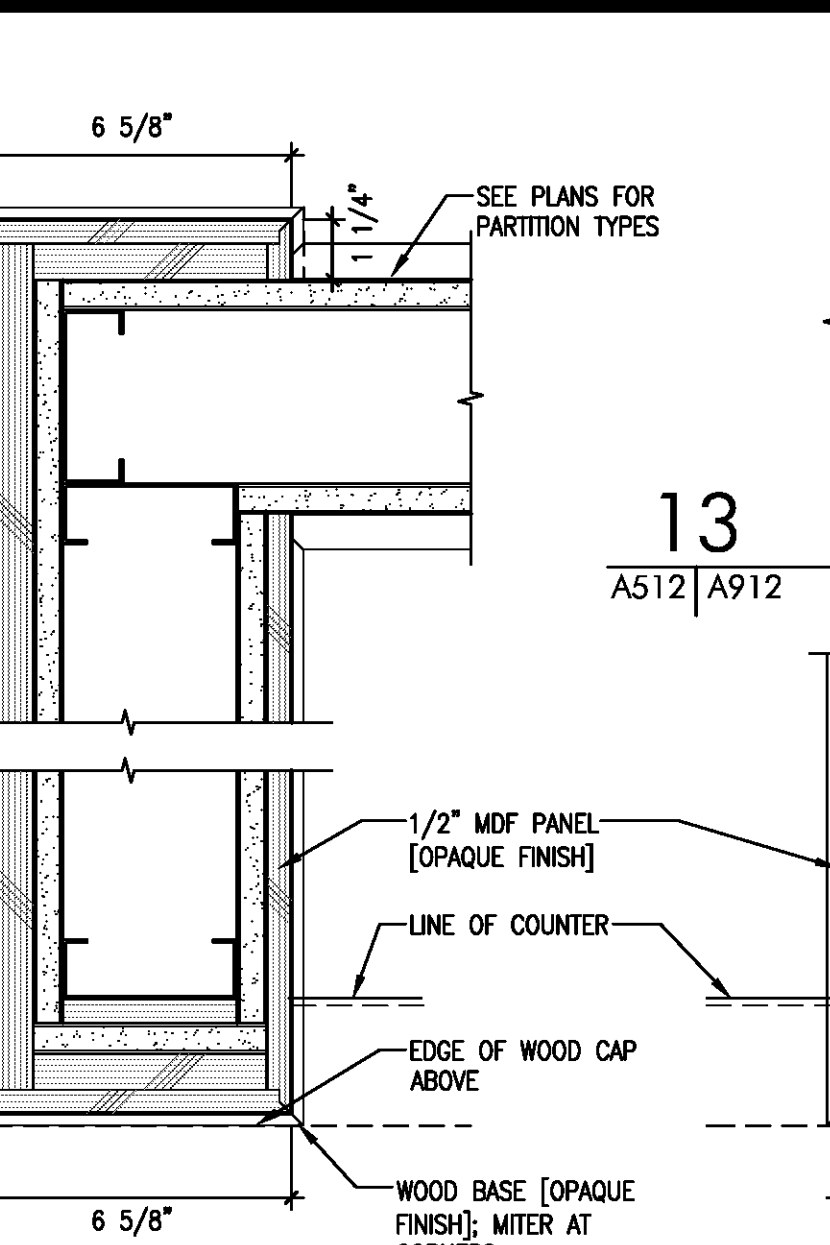 6 5/8"
1 1/4"
SEE PLANS FOR
PARTITION TYPES
13
A512 A912
1/2" MDF PANEL
[OPAQUE FINISH]
LINE OF COUNTER
EDGE OF WOOD CAP
ABOVE
6 5/8"
WOOD BASE [OPAQUE
FINISH]; MITER AT